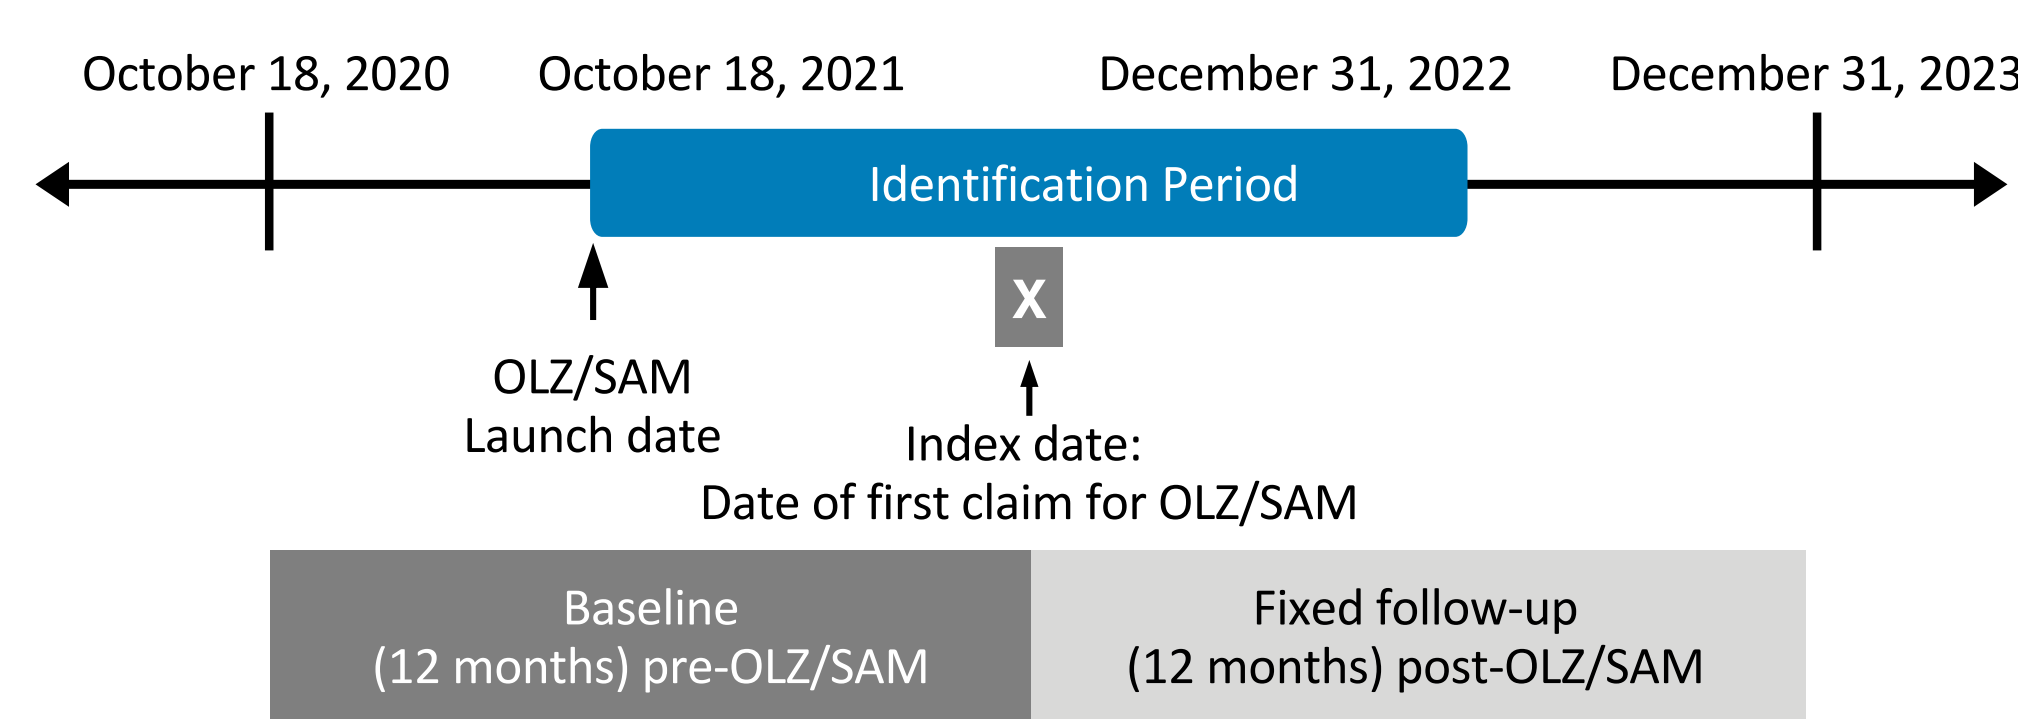 October 18, 2020
October 18, 2021
December 31, 2022
December 31, 2023
Identification Period
X
OLZ/SAM
Launch date
Index date:
Date of first claim for OLZ/SAM
Baseline
(12 months) pre-OLZ/SAM
Fixed follow-up
(12 months) post-OLZ/SAM